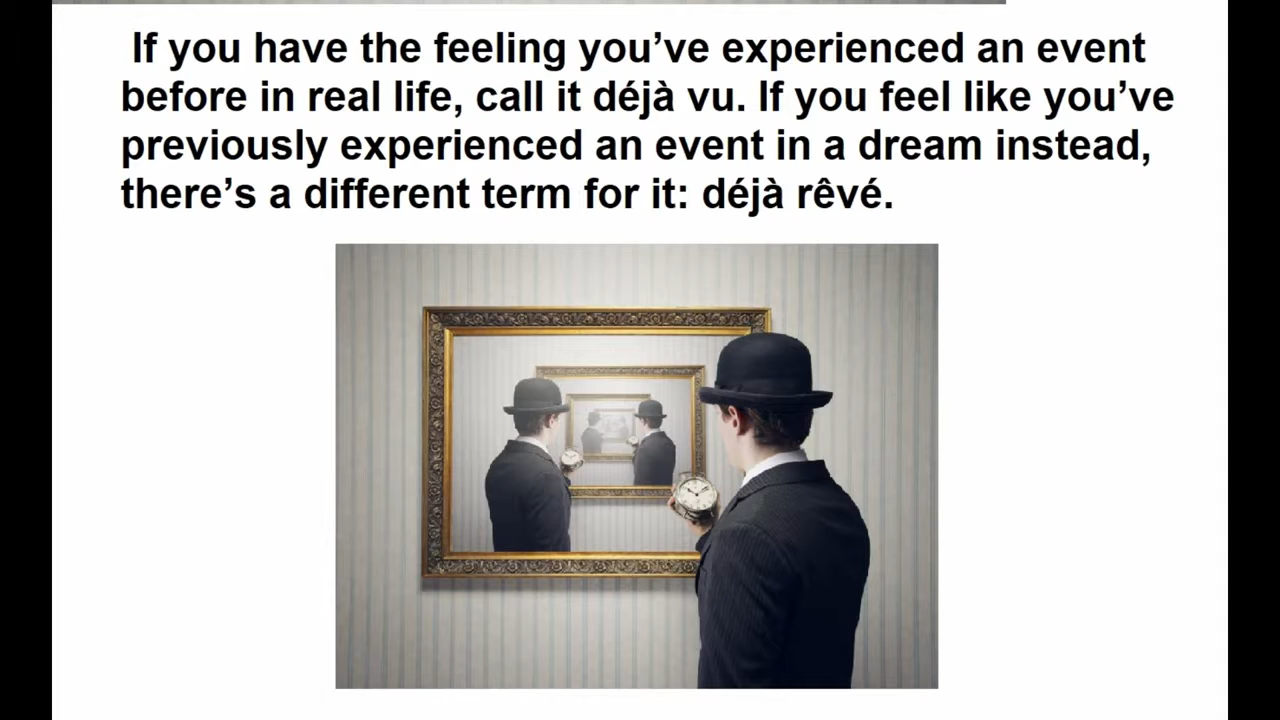 If you have the feeling you’ve experienced an event
before in real life, call it déjà vu. If you feel like you’ve
previously experienced an event in a dream instead,
there’s a different term for it: déjà rêvé.